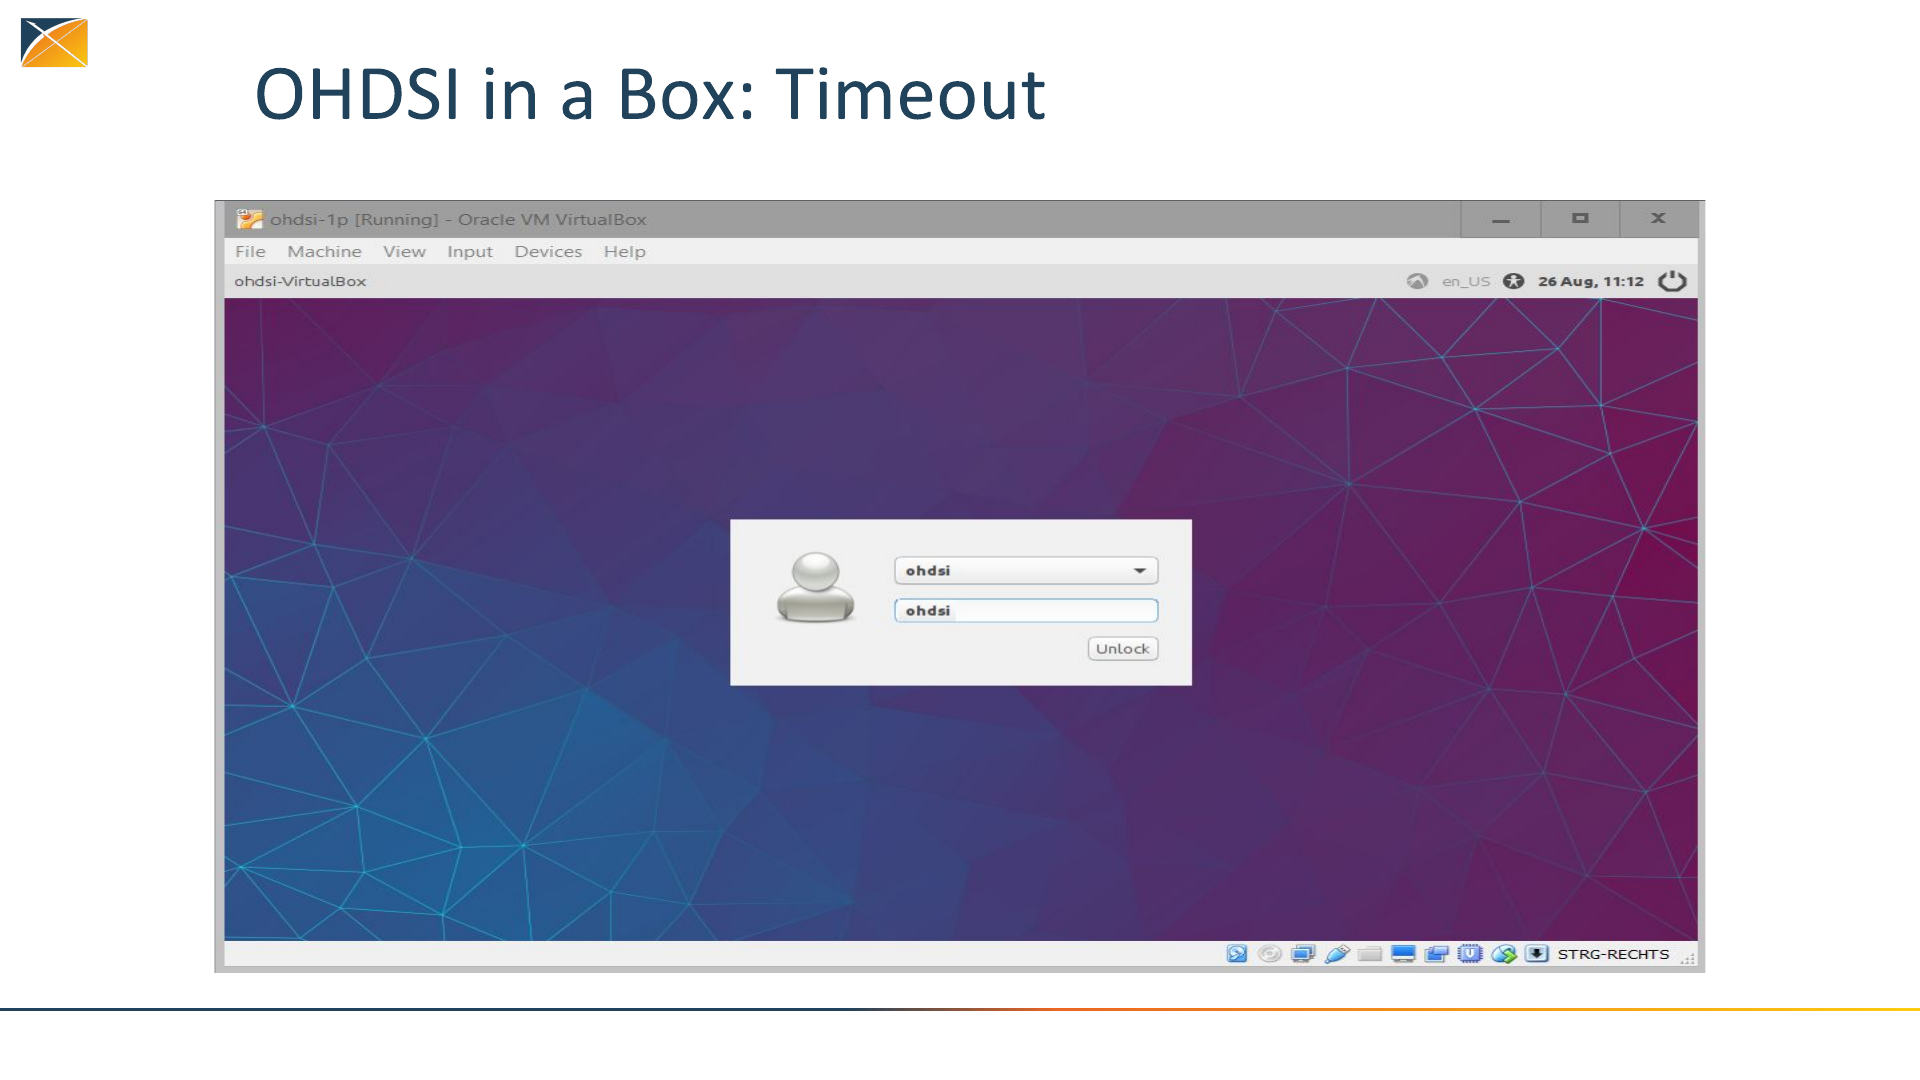 OHDSI in a Box: Timeout
ohdsi-1p [Running] - Oracle VM VirtualBox
File Machine View Input Devices Help
ohdsi-VirtualBox en_US 26 Aug, 11:12
ohdsi
ohdsi
Unlock
STRG-RECHTS